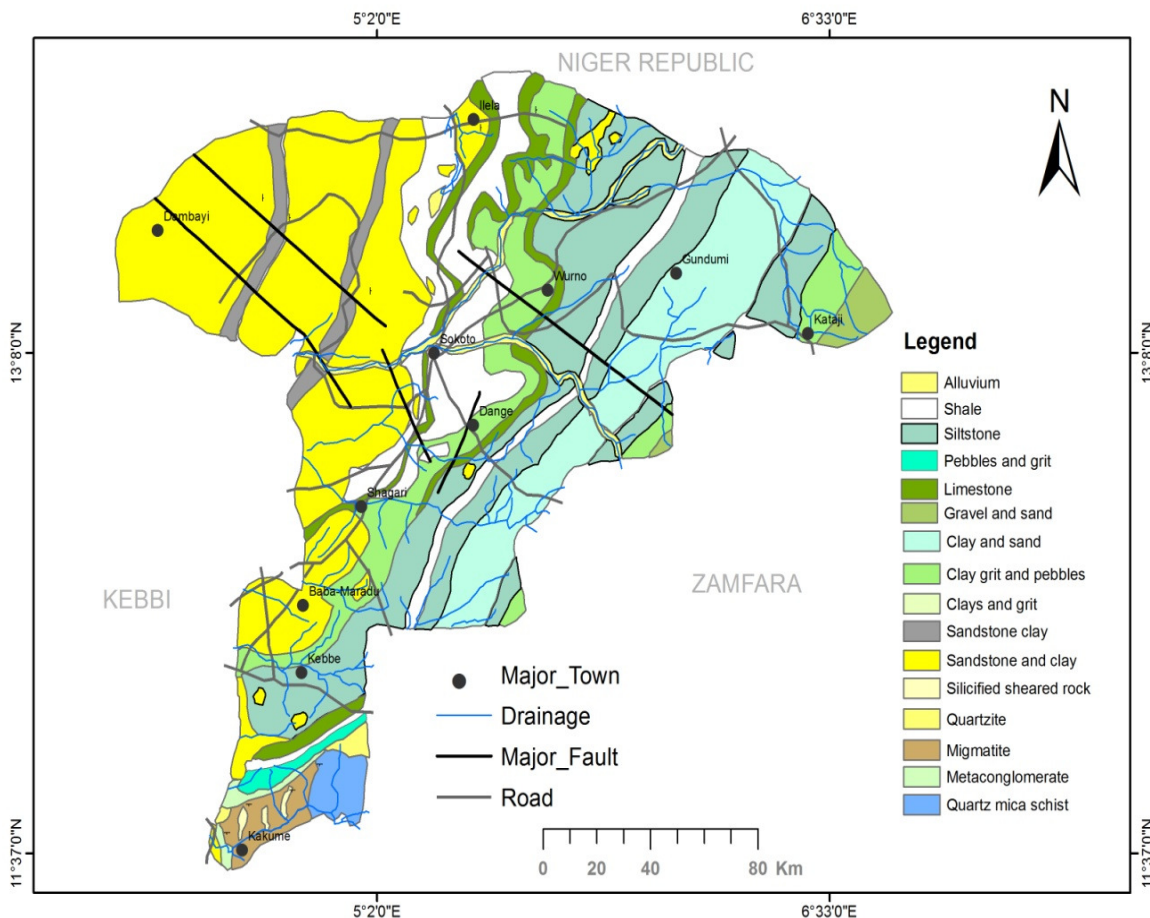 5°2'0"E
6°33'0"E
NIGER REPUBLIC
N
Ilela
Dambayi
Gundumi
Wurno
Kataji
13°8'0"N
Sokoto
13°8'0"N
Dange
Shagari
KEBBI
Baba-Maradu
ZAMFARA
Kebbe
Kakume
11°37'0"N
11°37'0"N
Legend
Alluvium
Shale
Siltstone
Pebbles and grit
Limestone
Gravel and sand
Clay and sand
Clay grit and pebbles
Clays and grit
Sandstone clay
Sandstone and clay
Silicified sheared rock
Quartzite
Migmatite
Metaconglomerate
Quartz mica schist
Major_Town
Drainage
Major_Fault
Road
0 20 40 80 Km
5°2'0"E
6°33'0"E